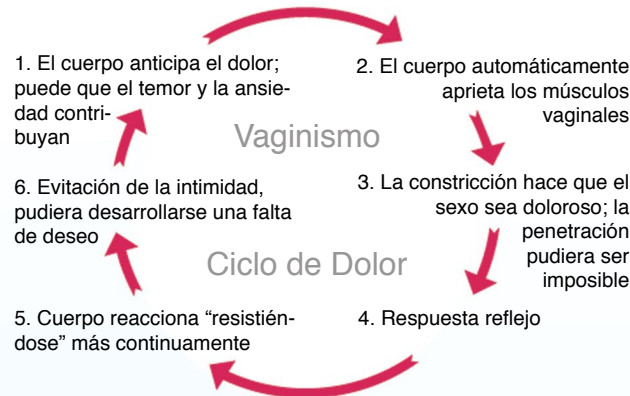 1. El cuerpo anticipa el dolor;
puede que el temor y la ansie-
dad contri-
buyan
2. El cuerpo automáticamente
aprieta los músculos
vaginales
Vaginismo
3. La constricción hace que el
sexo sea doloroso; la
penetración
pudiera ser
imposible
6. Evitación de la intimidad,
pudiera desarrollarse una falta
de deseo
Ciclo de Dolor
4. Respuesta reflejo
5. Cuerpo reacciona “resistién-
dose” más continuamente